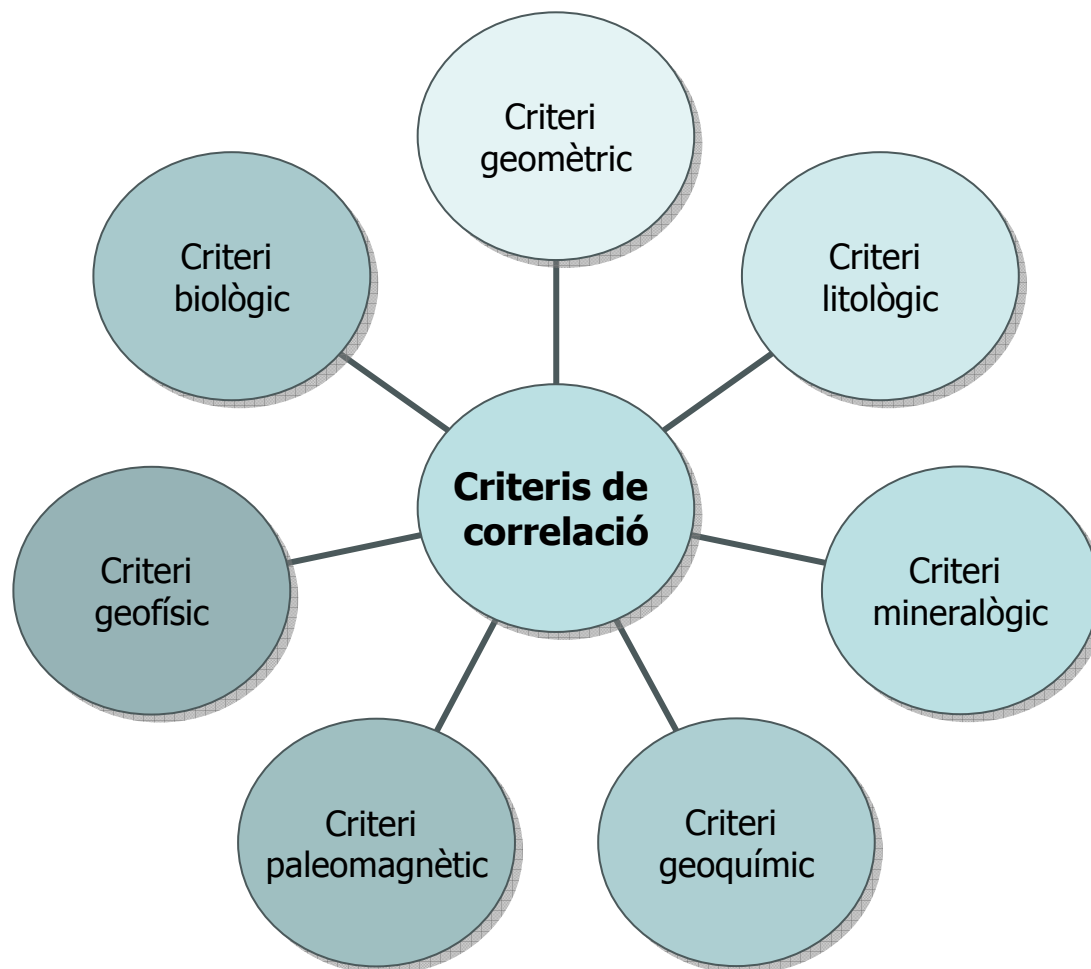 Criteri
geomètric
Criteri
litològic
Criteri
mineralògic
Criteri
geoquímic
Criteri
paleomagnètic
Criteri
geofísic
Criteri
biològic
Criteris de
correlació